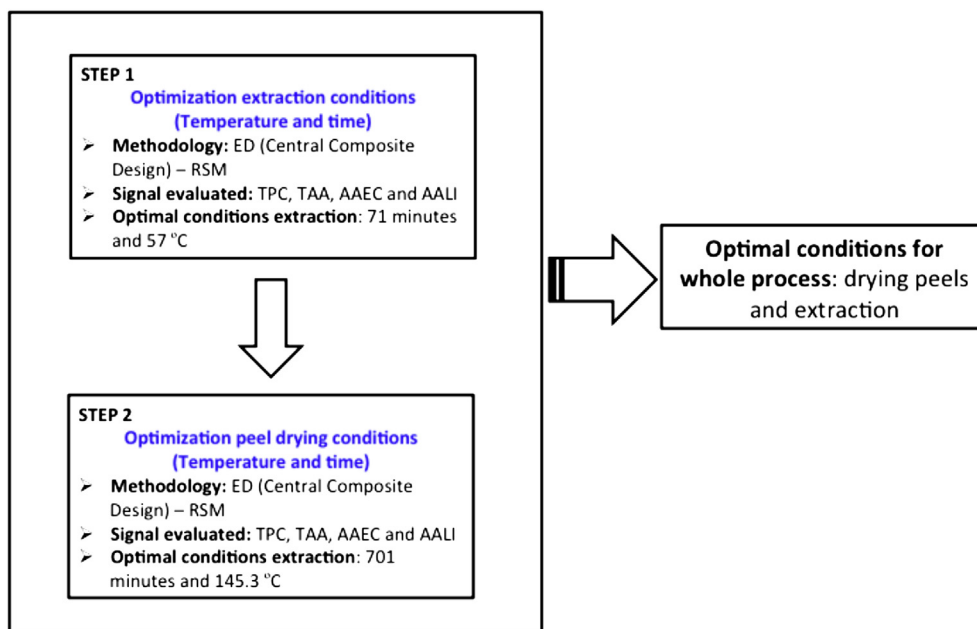 STEP 1
Optimization extraction conditions
(Temperature and time)
➢ Methodology: ED (Central Composite
Design) – RSM
➢ Signal evaluated: TPC, TAA, AAEC and AALI
➢ Optimal conditions extraction: 71 minutes
and 57 ºC
STEP 2
Optimization peel drying conditions
(Temperature and time)
➢ Methodology: ED (Central Composite
Design) – RSM
➢ Signal evaluated: TPC, TAA, AAEC and AALI
➢ Optimal conditions extraction: 701
minutes and 145.3 ºC
Optimal conditions for
whole process: drying peels
and extraction